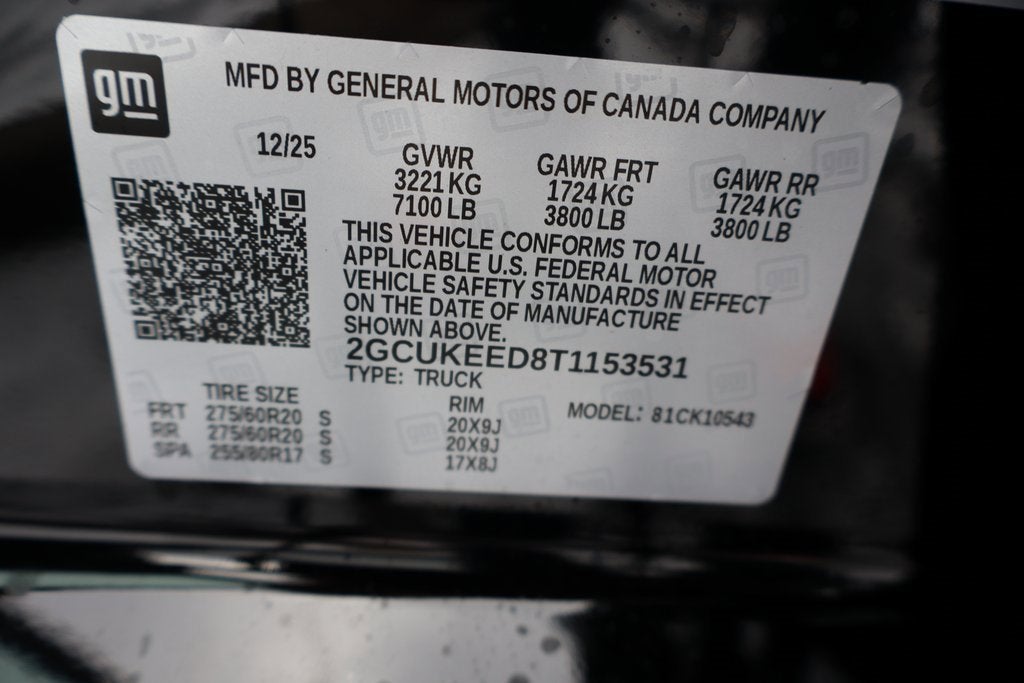 gm
MFD BY GENERAL MOTORS OF CANADA COMPANY
12/25
GVWR
3221 KG
7100 LB
GAWR FRT
1724 KG
3800 LB
GAWR RR
1724 KG
3800 LB
THIS VEHICLE CONFORMS TO ALL
APPLICABLE U.S. FEDERAL MOTOR
VEHICLE SAFETY STANDARDS IN EFFECT
ON THE DATE OF MANUFACTURE
SHOWN ABOVE.
2GCUKEED8T1153531
TYPE: TRUCK
TIRE SIZE RIM MODEL: 81CK10543
FRT 275/60R20 S 20X9J
RR 275/60R20 S 20X9J
SPA 255/80R17 S 17X8J